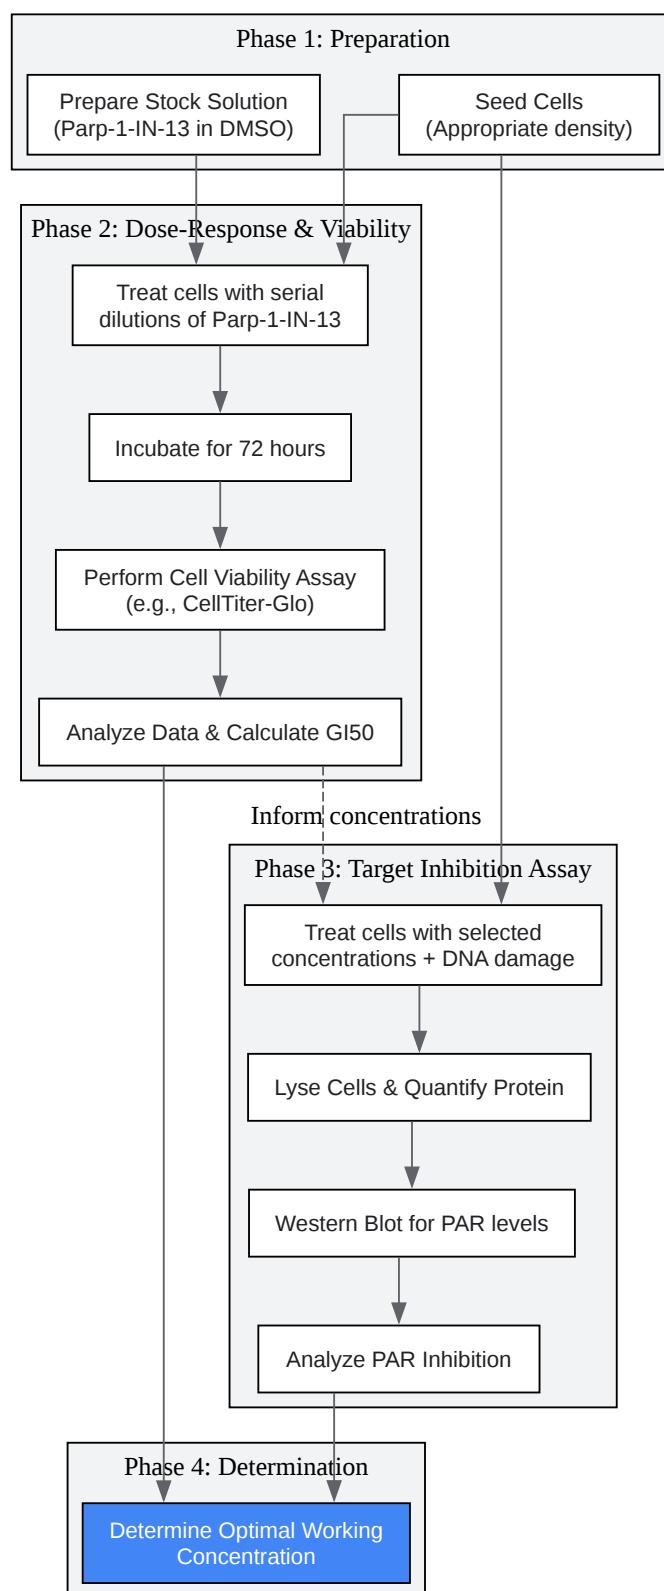 Phase 1: Preparation
Prepare Stock Solution
(Parp-1-IN-13 in DMSO)
Seed Cells
(Appropriate density)
Phase 2: Dose-Response & Viability
Treat cells with serial
dilutions of Parp-1-IN-13
Incubate for 72 hours
Perform Cell Viability Assay
(e.g., CellTiter-Glo)
Analyze Data & Calculate GI50
Inform concentrations
Phase 3: Target Inhibition Assay
Treat cells with selected
concentrations + DNA damage
Lyse Cells & Quantify Protein
Western Blot for PAR levels
Analyze PAR Inhibition
Phase 4: Determination
Determine Optimal Working
Concentration